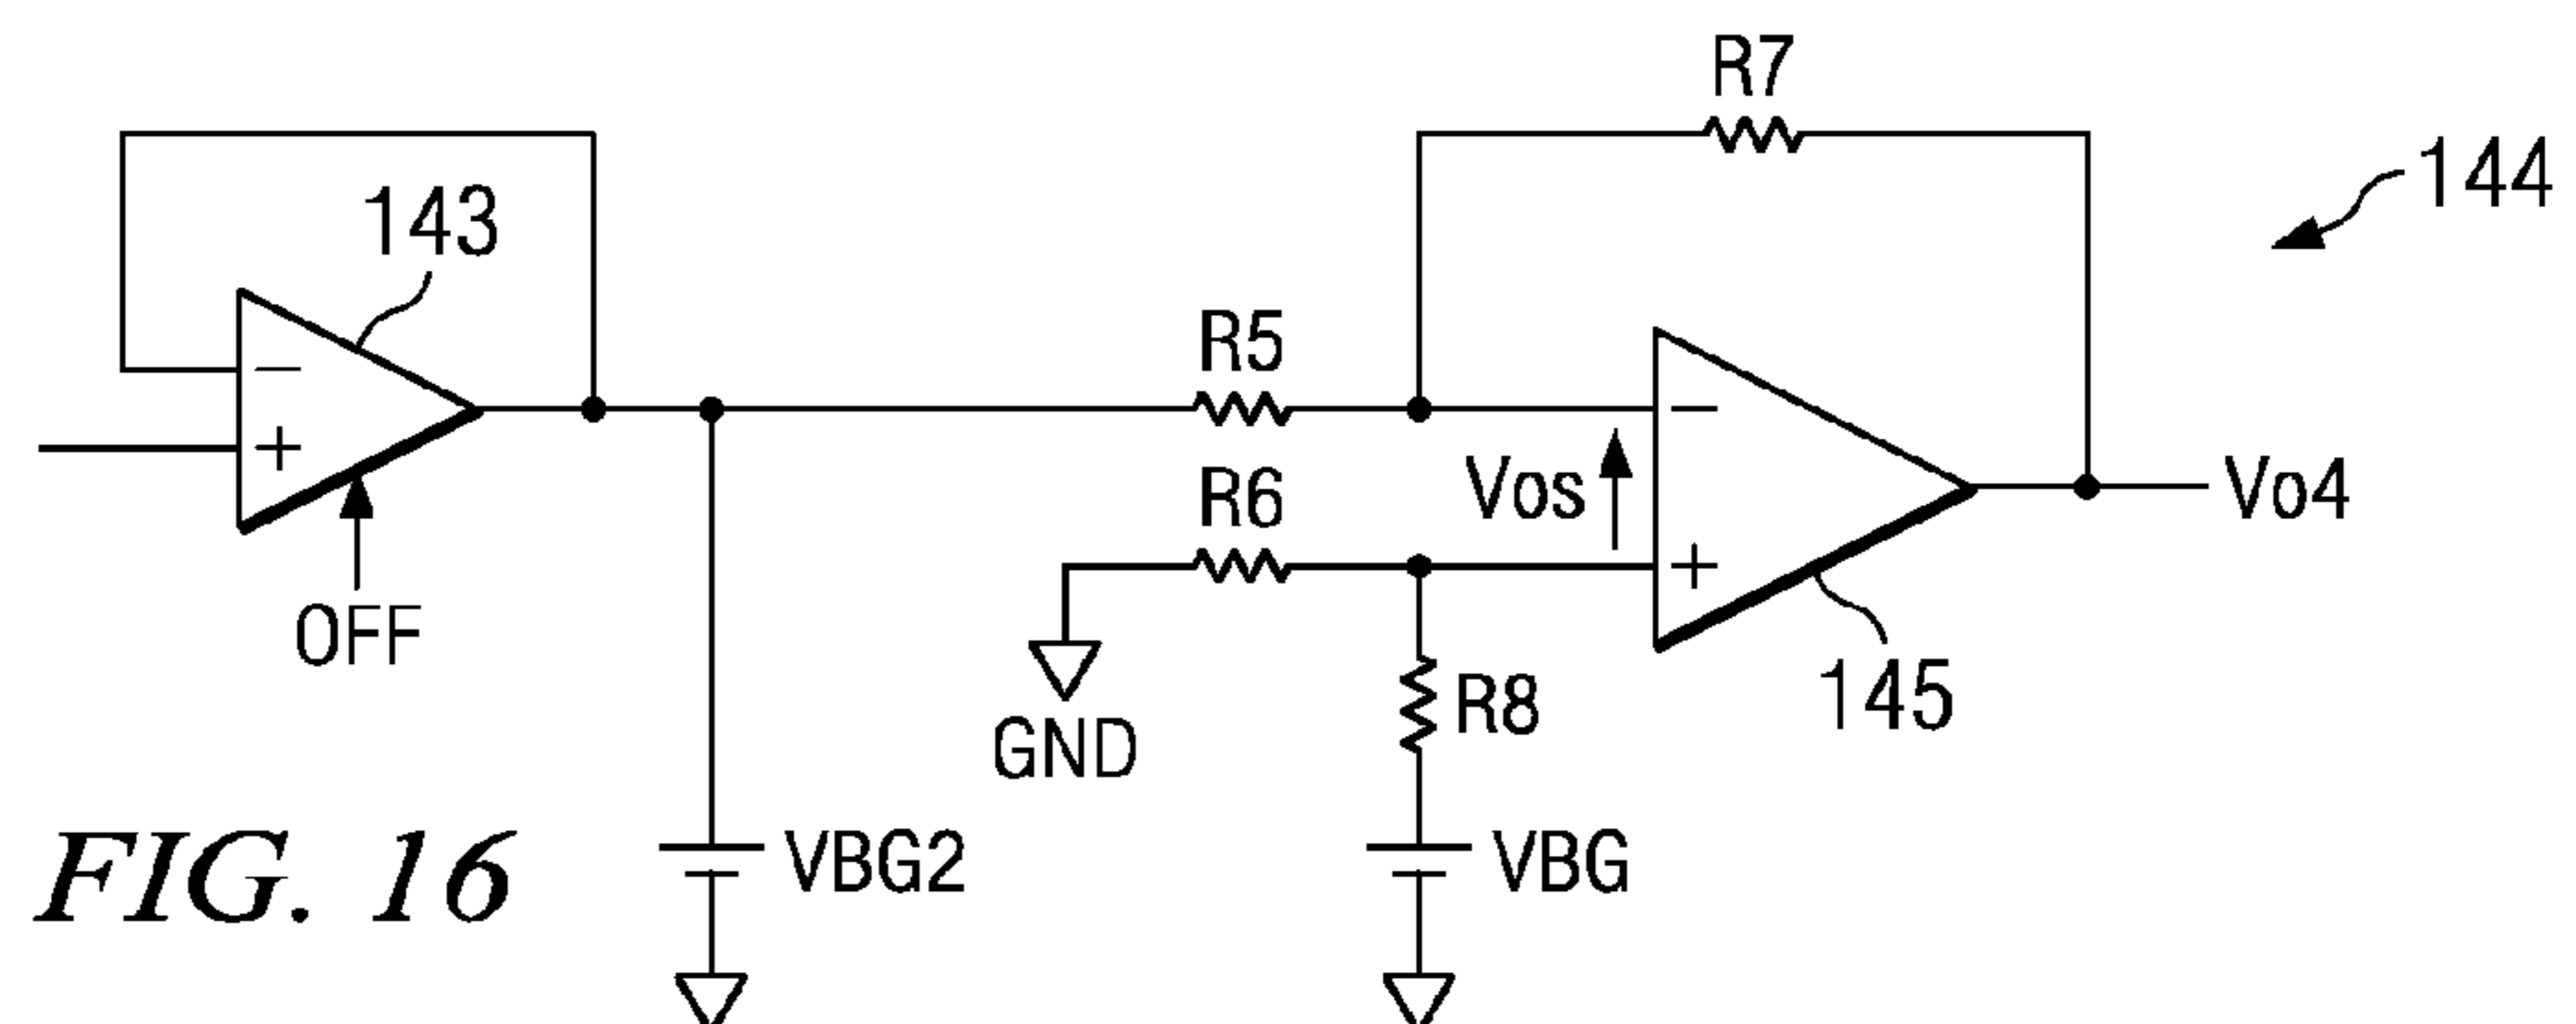 R7
144
143
R5
−
−
Vos
Vo4
R6
+
+
OFF
R8
145
GND
VBG2
VBG
FIG. 16